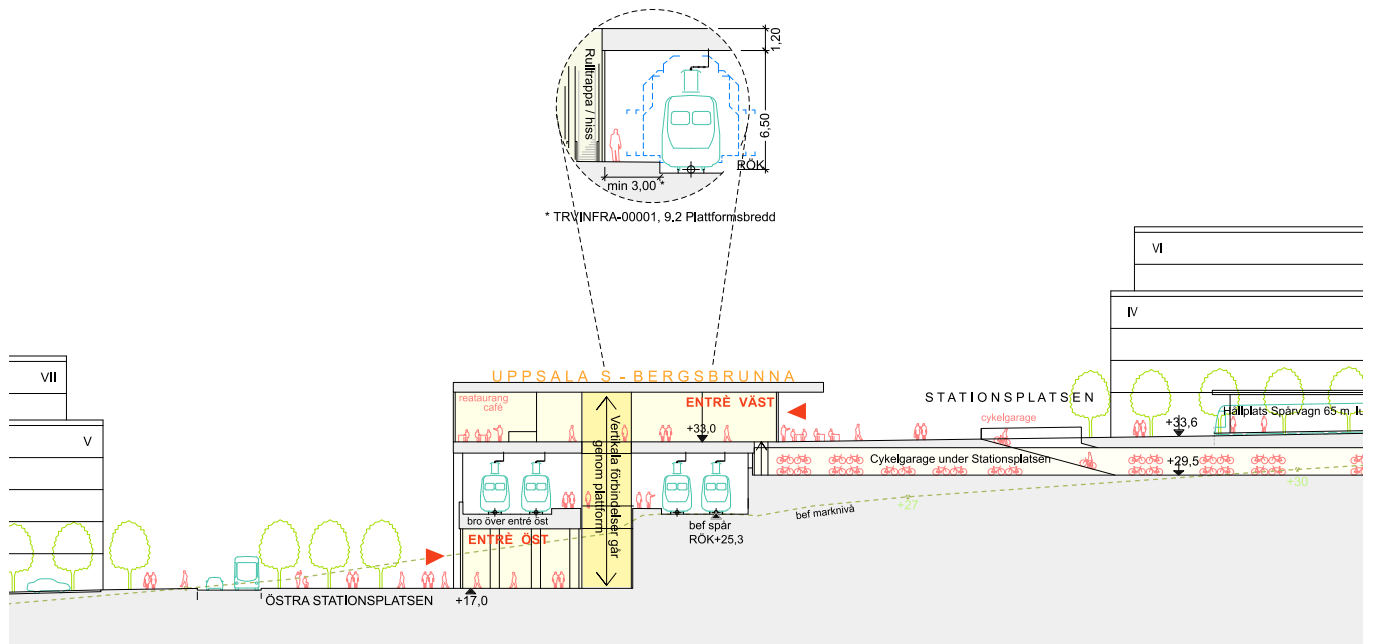 1,20
Rulltrappa / hiss
6,50
RÖK
min 3,00 *
* TRVINFRA-00001, 9.2 Plattformsbredd
VI
IV
VII
V
UPPSALA S - BERGSBRUNNA
reataurang
café
ENTRÈ VÄST
+33,0
STATIONSPLATSEN
cykelgarage
Hållplats Spårvagn 65 m
+33,6
Vertikala förbindelser går
genom plattform
Cykelgarage under Stationsplatsen
+29,5
+30
+27
bef marknivå
bro över entré öst
bef spår
RÖK+25,3
ENTRÈ ÖST
ÖSTRA STATIONSPLATSEN
+17,0